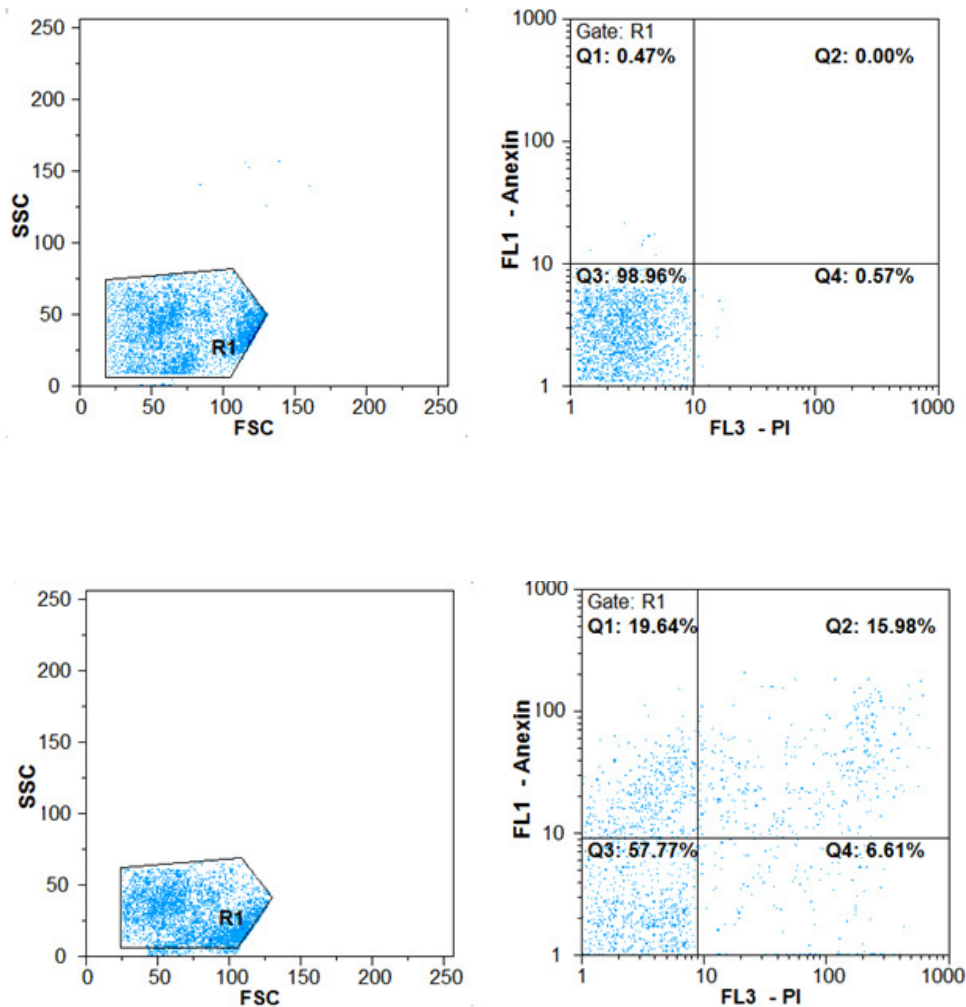 250
200
150
100
50
0
SSC
R1
0 50 100 150 200 250
FSC
Gate: R1
Q1: 0.47% Q2: 0.00%
Q3: 98.96% Q4: 0.57%
1000
100
10
1
FL1 - Anexin
1 10 100 1000
FL3 - PI
250
200
150
100
50
0
SSC
R1
0 50 100 150 200 250
FSC
Gate: R1
Q1: 19.64% Q2: 15.98%
Q3: 57.77% Q4: 6.61%
1000
100
10
1
FL1 - Anexin
1 10 100 1000
FL3 - PI